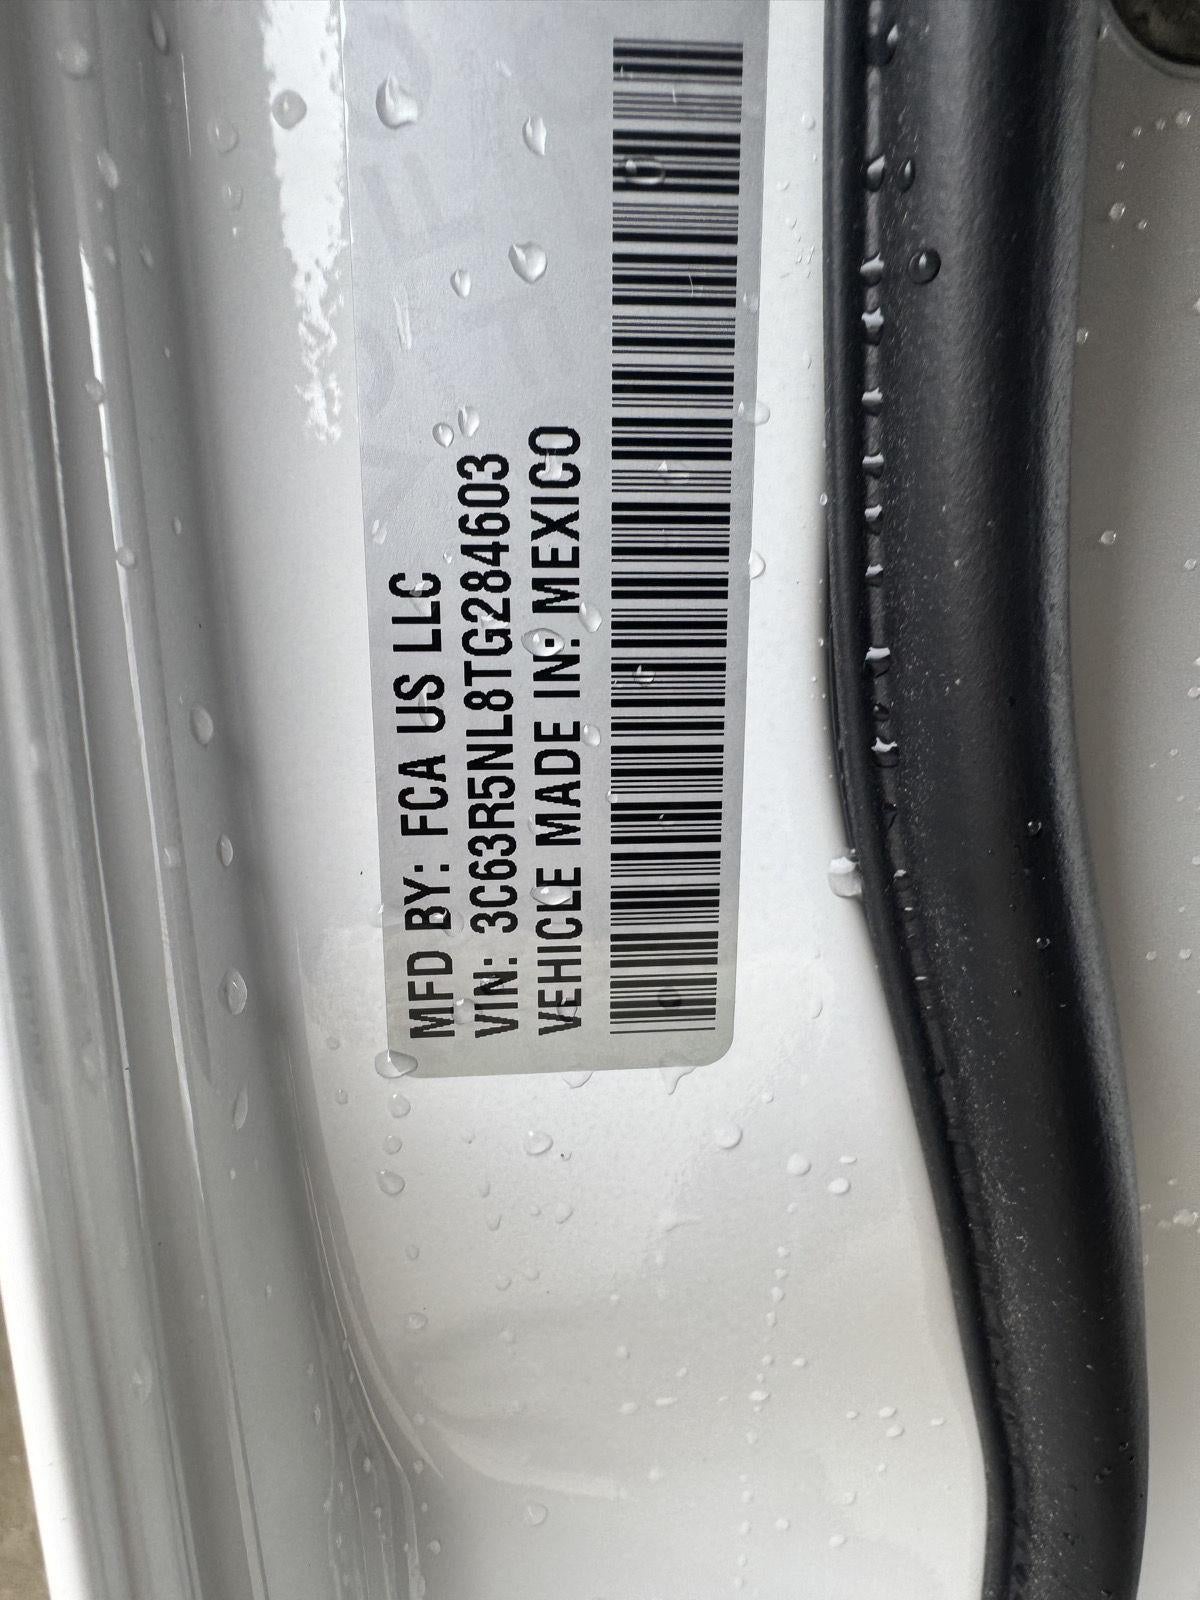 MFD BY: FCA US LLC
VIN: 3C63R5NL8TG284603
VEHICLE MADE IN: MEXICO